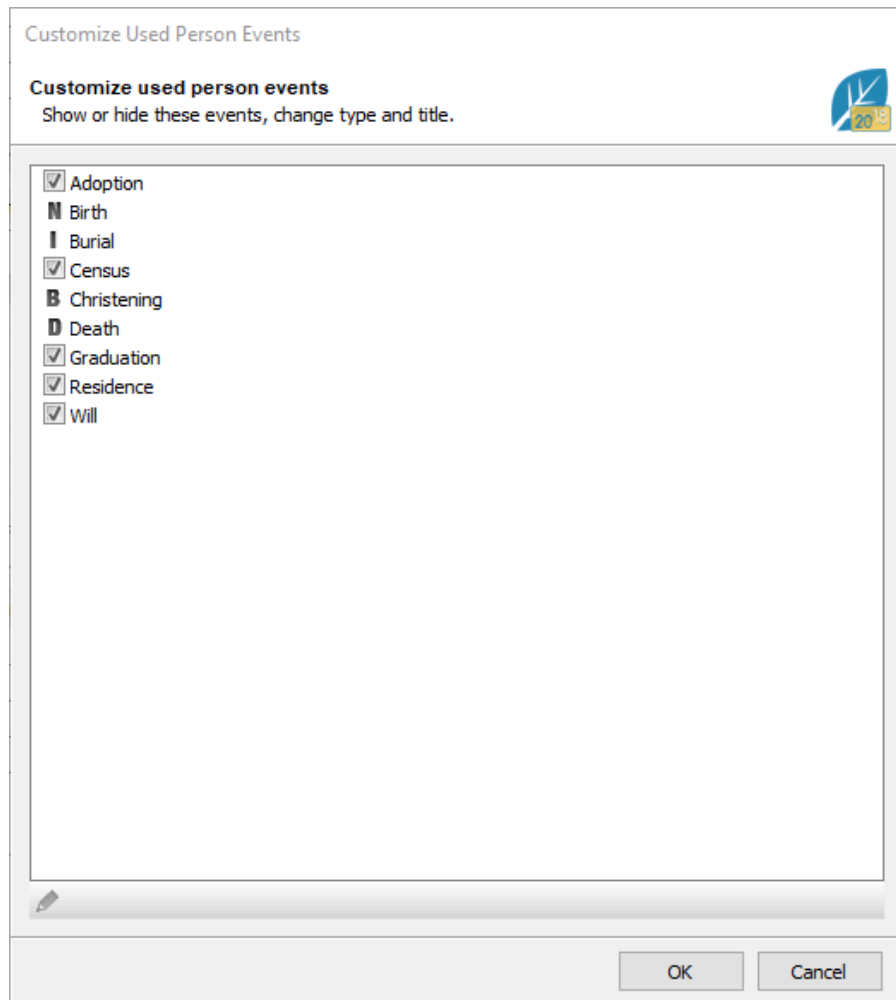 Customize Used Person Events
Customize used person events
Show or hide these events, change type and title.
2018
Adoption
N Birth
I Burial
Census
B Christening
D Death
Graduation
Residence
Will
OK Cancel